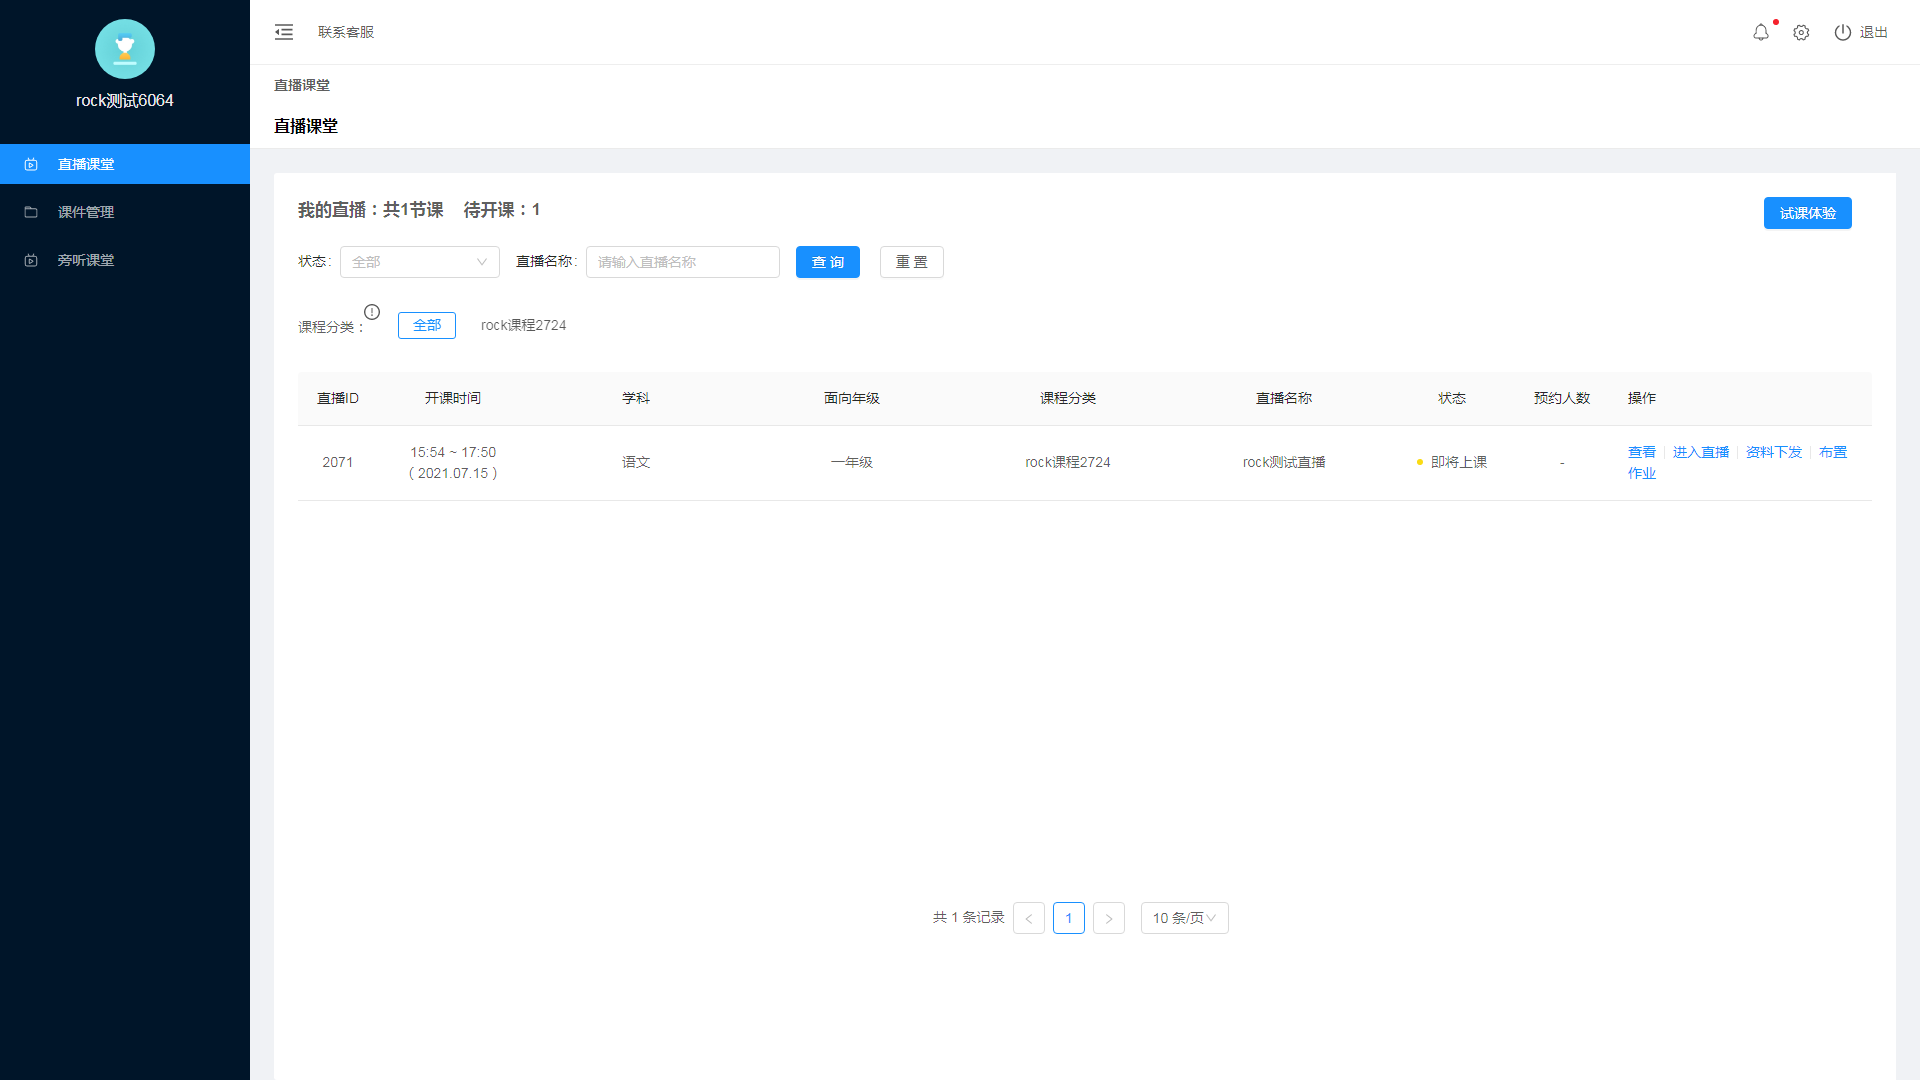 rock测试6064
直播课堂
课件管理
旁听课堂
联系客服
退出
直播课堂
直播课堂
我的直播：共1节课 待开课：1
试课体验
状态: 全部 直播名称: 请输入直播名称 查 询 重 置
课程分类： 全部 rock课程2724
直播ID 开课时间 学科 面向年级 课程分类 直播名称 状态 预约人数 操作
2071 15:54 ~ 17:50 语文 一年级 rock课程2724 rock测试直播 即将上课 - 查看 进入直播 资料下发 布置
( 2021.07.15 ) 作业
共 1 条记录 < 1 > 10 条/页